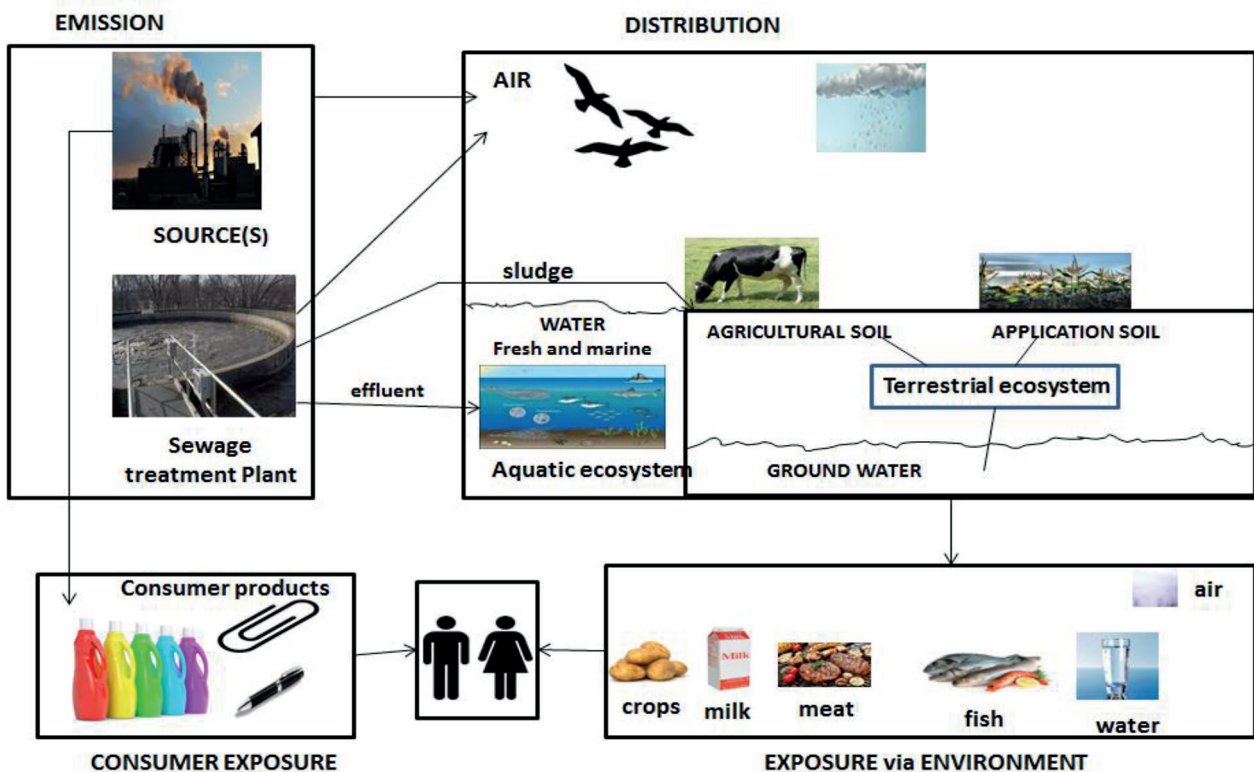 EMISSION
DISTRIBUTION
AIR
SOURCE(S)
sludge
WATER
Fresh and marine
AGRICULTURAL SOIL
APPLICATION SOIL
Terrestrial ecosystem
effluent
Sewage
treatment Plant
Aquatic ecosystem
GROUND WATER
Consumer products
air
Milk
crops
milk
meat
fish
water
CONSUMER EXPOSURE
EXPOSURE via ENVIRONMENT